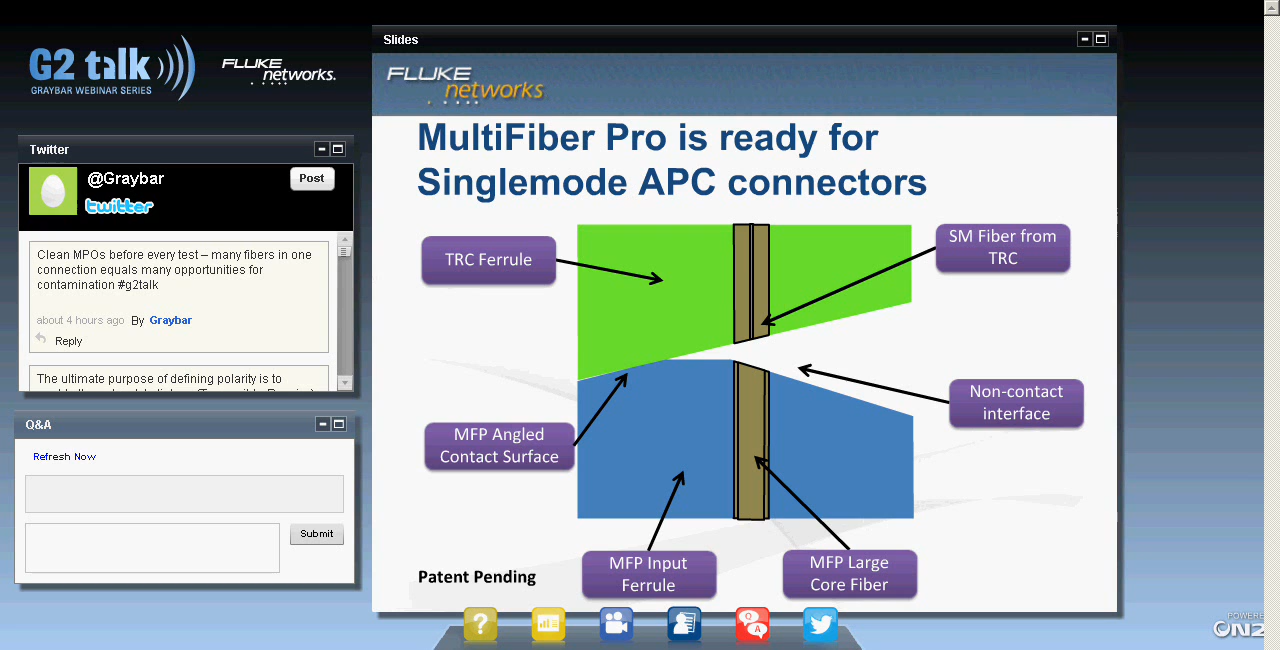 G2 talk
GRAYBAR WEBINAR SERIES
FLUKE
networks.
Twitter
@Graybar
Post
twitter
Clean MPOs before every test – many fibers in one
connection equals many opportunities for
contamination #g2talk
about 4 hours ago By Graybar
Reply
The ultimate purpose of defining polarity is to
Q&A
Refresh Now
Submit
Slides
FLUKE
networks
MultiFiber Pro is ready for
Singlemode APC connectors
TRC Ferrule
SM Fiber from
TRC
Non-contact
interface
MFP Angled
Contact Surface
MFP Input
Ferrule
MFP Large
Core Fiber
Patent Pending
?
Q
A
POWERE
ON2